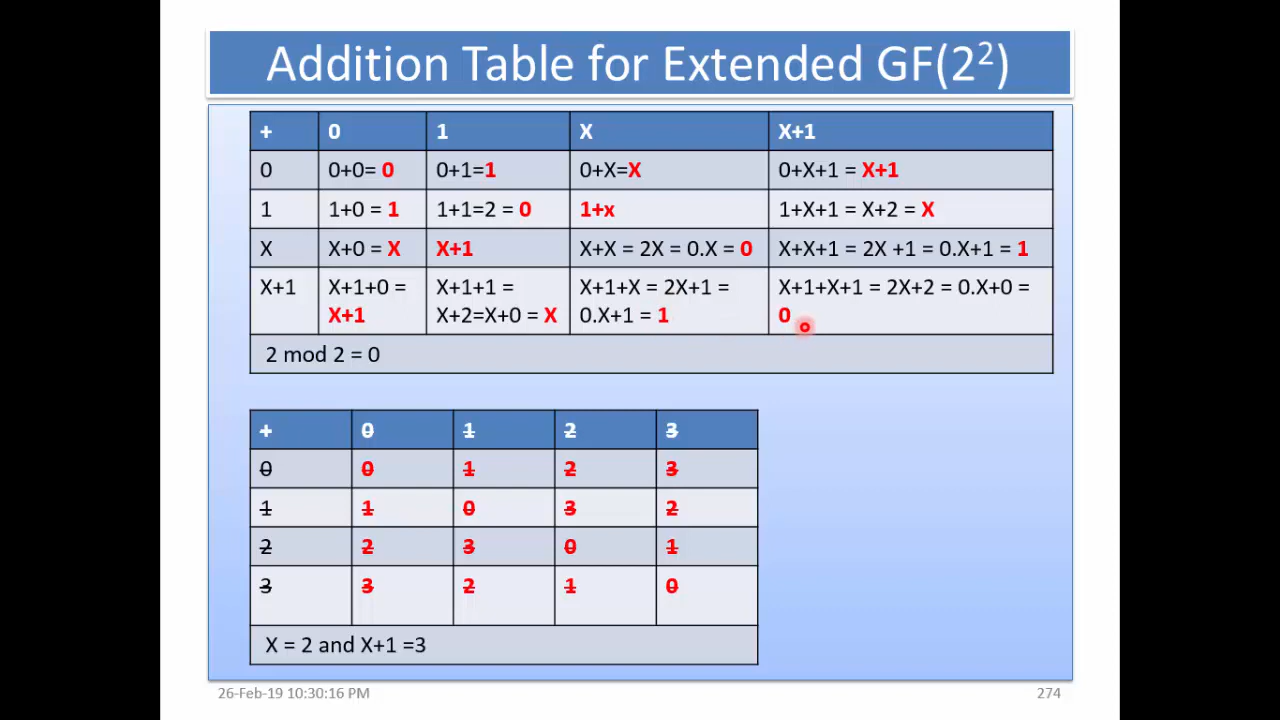 Addition Table for Extended GF(2²)
+ 0 1 X X+1
0 0+0= 0 0+1=1 0+X=X 0+X+1 = X+1
1 1+0 = 1 1+1=2 = 0 1+x 1+X+1 = X+2 = X
X X+0 = X X+1 X+X = 2X = 0.X = 0 X+X+1 = 2X +1 = 0.X+1 = 1
X+1 X+1+0 = X+1+1 = X+1+X = 2X+1 = X+1+X+1 = 2X+2 = 0.X+0 =
X+1 X+2=X+0 = X 0.X+1 = 1 0
2 mod 2 = 0
+ 0 1 2 3
0 0 1 2 3
1 1 0 3 2
2 2 3 0 1
3 3 2 1 0
X = 2 and X+1 =3
26-Feb-19 10:30:16 PM 274